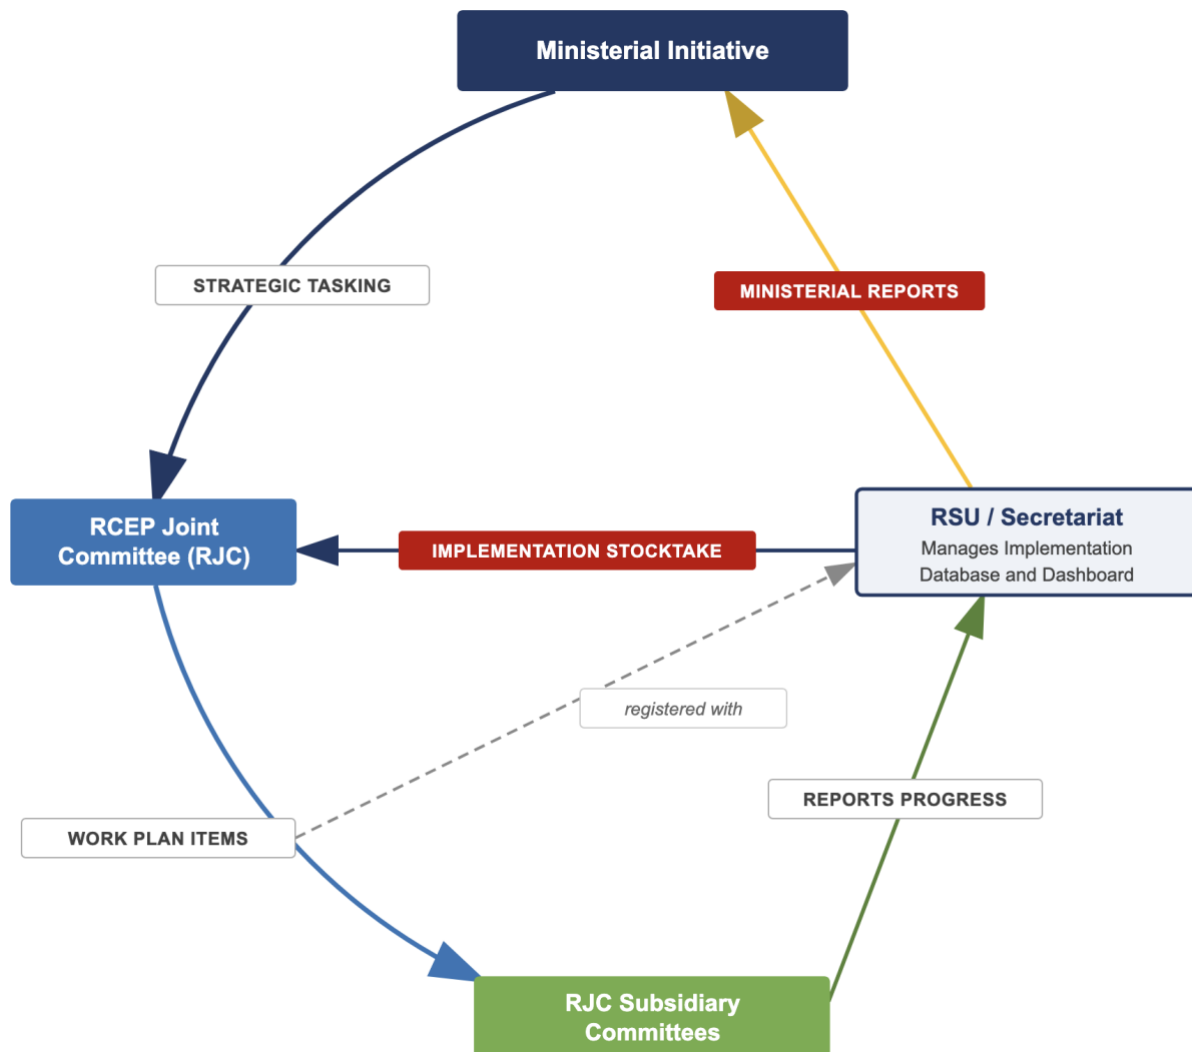 Ministerial Initiative
STRATEGIC TASKING
MINISTERIAL REPORTS
RCEP Joint
Committee (RJC)
IMPLEMENTATION STOCKTAKE
RSU / Secretariat
Manages Implementation
Database and Dashboard
registered with
REPORTS PROGRESS
WORK PLAN ITEMS
RJC Subsidiary
Committees